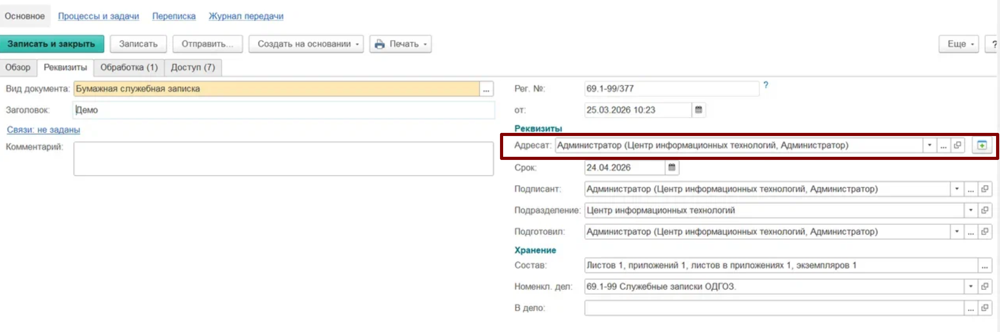 Основное Процессы и задачи Переписка Журнал передачи
Записать и закрыть Записать Отправить... Создать на основании Печать Еще ?
Обзор Реквизиты Обработка (1) Доступ (7)
Вид документа: Бумажная служебная записка ...
Заголовок: Демо
Связи: не заданы
Комментарий:
Рег. №: 69.1-99/377 ?
от: 25.03.2026 10:23
Реквизиты
Адресат: Администратор (Центр информационных технологий, Администратор) ...
Срок: 24.04.2026
Подписант: Администратор (Центр информационных технологий, Администратор) ...
Подразделение: Центр информационных технологий
Подготовил: Администратор (Центр информационных технологий, Администратор) ...
Хранение
Состав: Листов 1, приложений 1, листов в приложениях 1, экземпляров 1 ...
Номенкл. дел: 69.1-99 Служебные записки ОДГОЗ.
В дело: ...